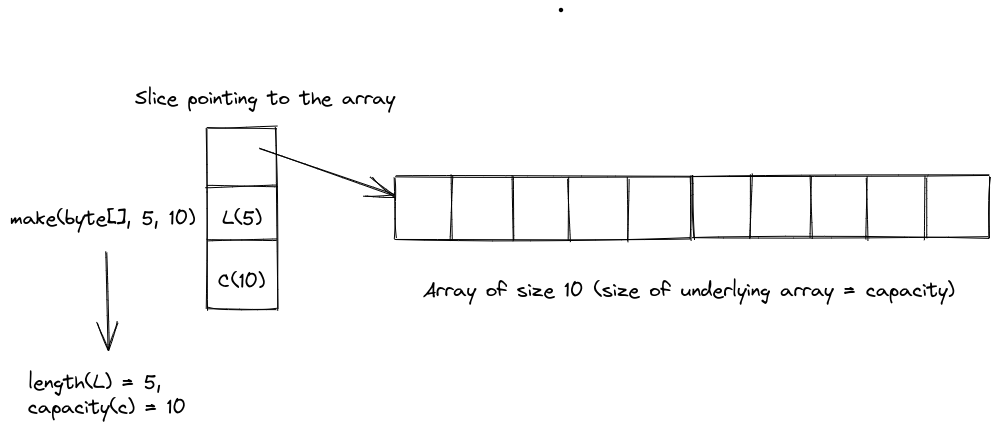 Slice pointing to the array
make(byte[], 5, 10)
L(5)
C(10)
Array of size 10 (size of underlying array = capacity)
length(L) = 5,
capacity(c) = 10